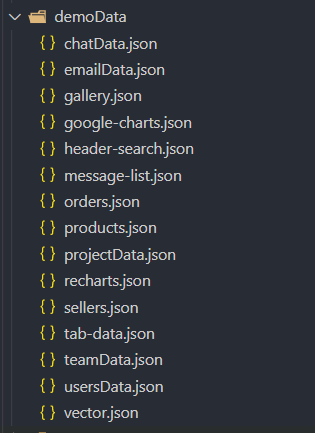 demoData
{ } chatData.json
{ } emailData.json
{ } gallery.json
{ } google-charts.json
{ } header-search.json
{ } message-list.json
{ } orders.json
{ } products.json
{ } projectData.json
{ } recharts.json
{ } sellers.json
{ } tab-data.json
{ } teamData.json
{ } usersData.json
{ } vector.json